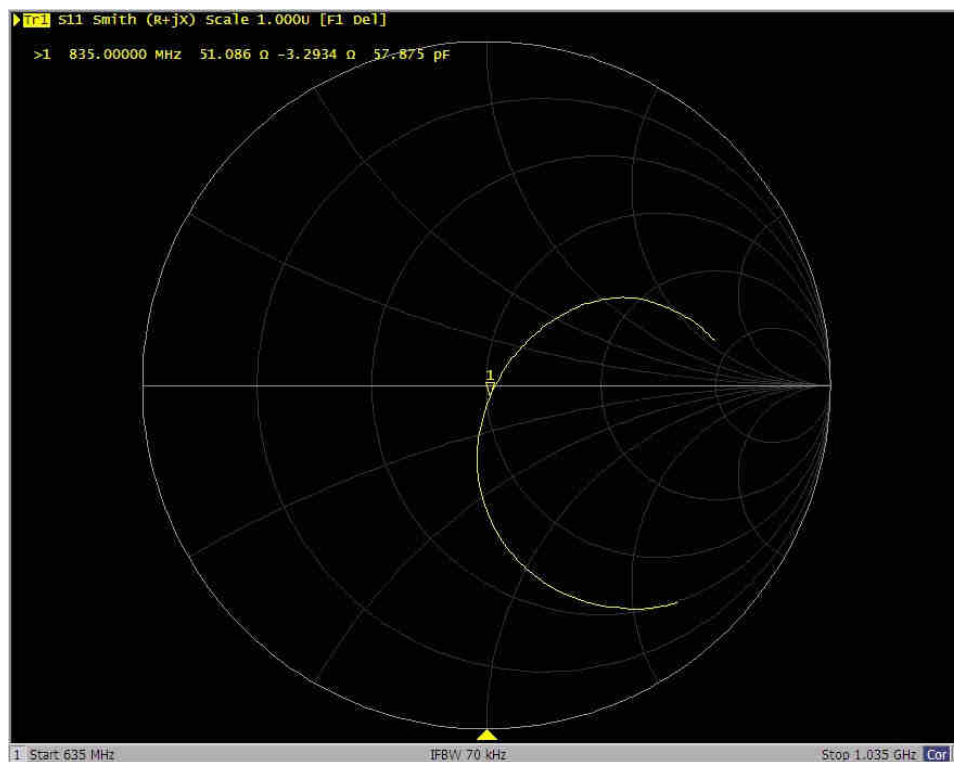 Tr1 S11 Smith (R+jX) Scale 1.000U [F1 Del]
>1 835.00000 MHz 51.086 Ω -3.2934 Ω 57.875 pF
1
1 Start 635 MHz IFBW 70 kHz Stop 1.035 GHz Cor